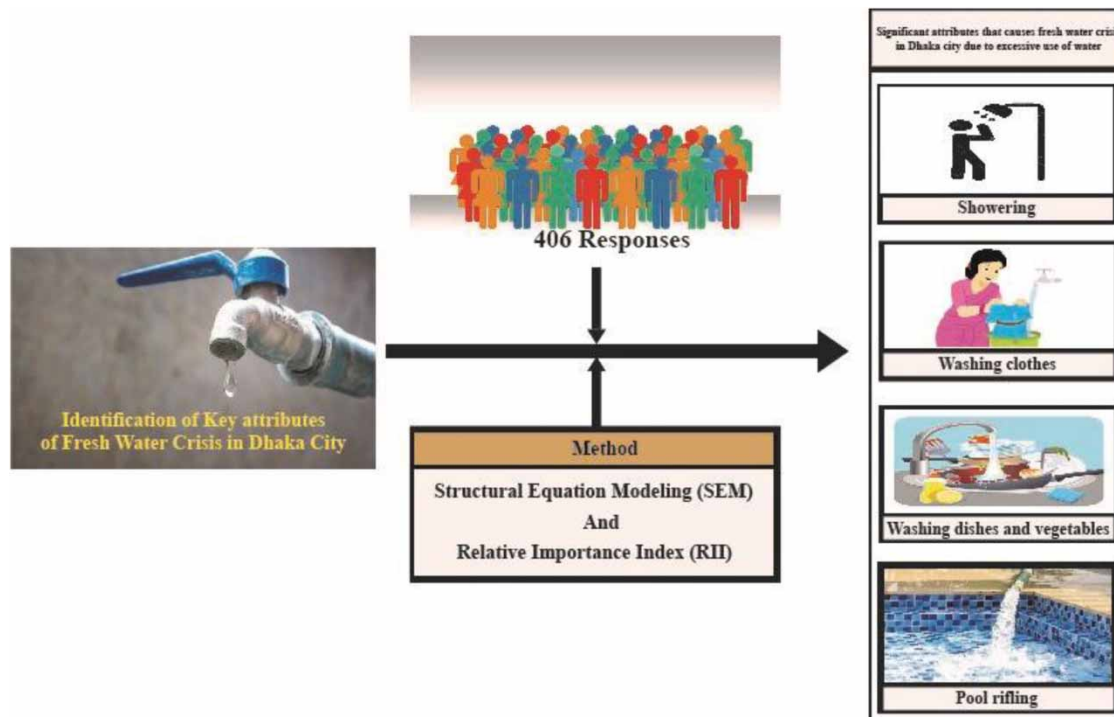 Identification of Key attributes
of Fresh Water Crisis in Dhaka City
406 Responses
Method
Structural Equation Modeling (SEM)
And
Relative Importance Index (RII)
Significant attributes that causes fresh water cris
in Dhaka city due to excessive use of water
Showering
Washing clothes
Washing dishes and vegetables
Pool rifling